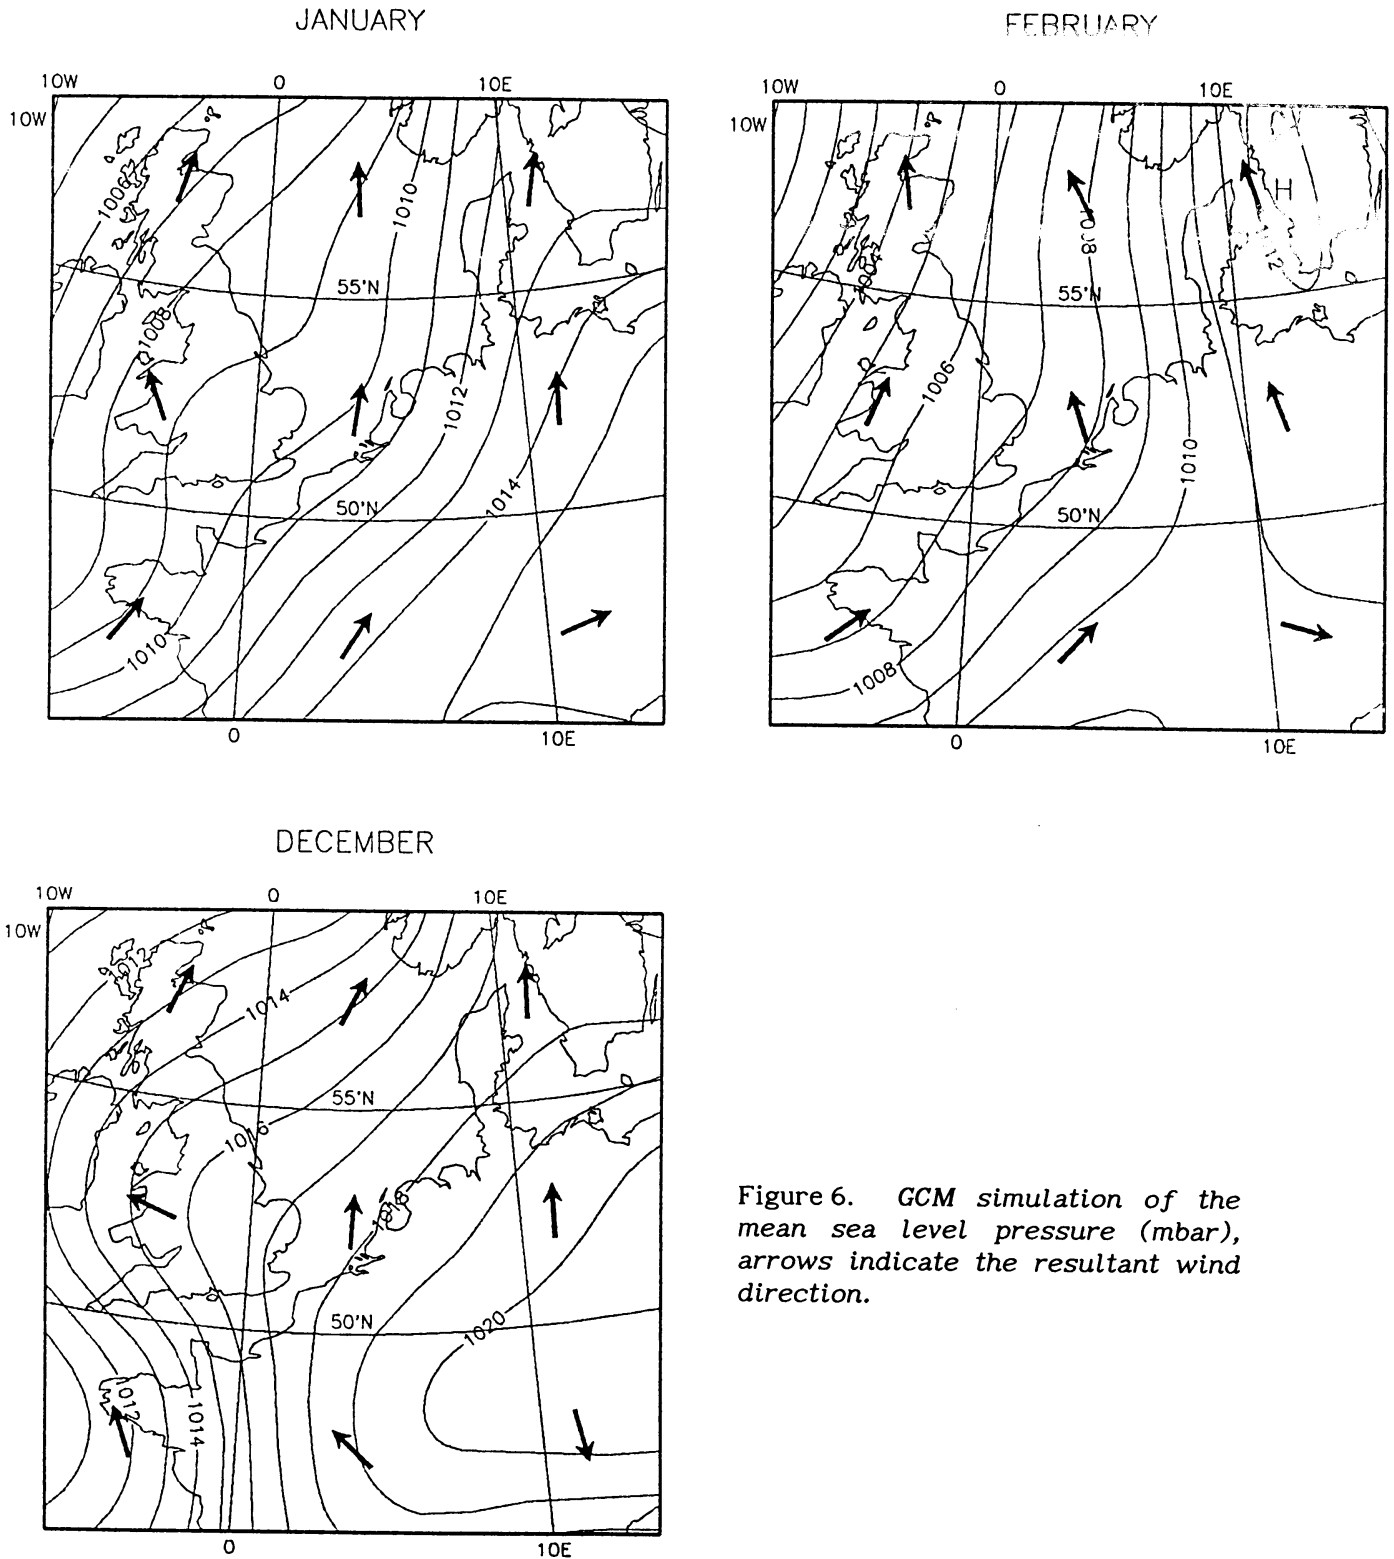 JANUARY
10W 0 10E
10W
1006
1010
55'N
1008
1012
1014
50'N
1010
0 10E
FEBRUARY
10W 0 10E
10W
H
1008
12
55'N
1006
1010
50'N
1008
0 10E
DECEMBER
10W 0 10E
10W
1012
1014
55'N
1016
1018
50'N
1020
1012
1014
0 10E
Figure 6. GCM simulation of the
mean sea level pressure (mbar),
arrows indicate the resultant wind
direction.